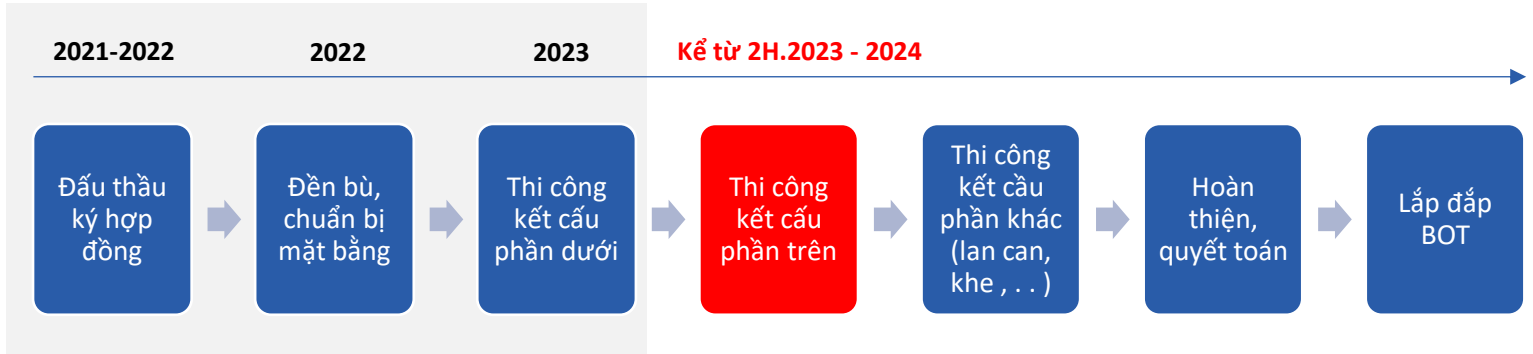 2021-2022
2022
2023
Kể từ 2H.2023 - 2024
Đấu thầu
ký hợp
đồng
Đền bù,
chuẩn bị
mặt bằng
Thi công
kết cấu
phần dưới
Thi công
kết cấu
phần trên
Thi công
kết cầu
phần khác
(lan can,
khe , . . )
Hoàn
thiện,
quyết toán
Lắp đắp
BOT